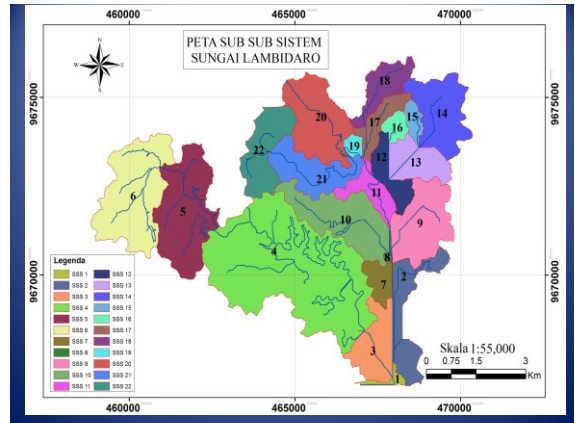 460000 465000 470000
PETA SUB SUB SISTEM
SUNGAI LAMBIDARO
N
W E
S
9675000
9675000
18
20
17
15
14
16
22
19
12
13
21
11
6
5
10
9
4
8
2
7
9670000
9670000
3
1
Legenda
SSS 1
SSS 2
SSS 3
SSS 4
SSS 5
SSS 6
SSS 7
SSS 8
SSS 9
SSS 10
SSS 11
SSS 12
SSS 13
SSS 14
SSS 15
SSS 16
SSS 17
SSS 18
SSS 19
SSS 20
SSS 21
SSS 22
Skala 1:55,000
0 0.75 1.5 3
Km
460000 465000 470000